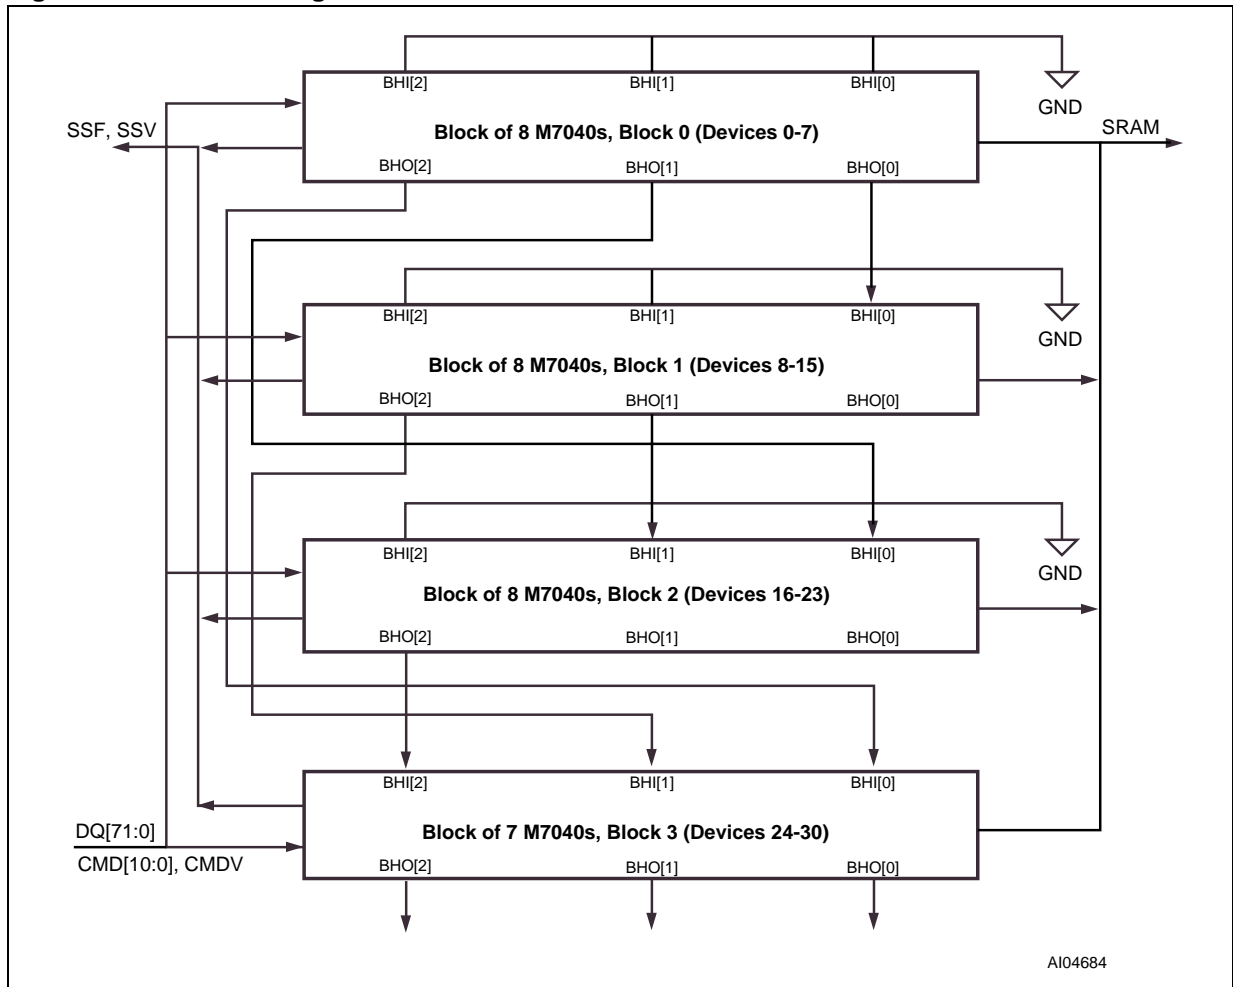 BHI[2] BHI[1] BHI[0]
GND
SSF, SSV
Block of 8 M7040s, Block 0 (Devices 0-7)
SRAM
BHO[2] BHO[1] BHO[0]
BHI[2] BHI[1] BHI[0]
GND
Block of 8 M7040s, Block 1 (Devices 8-15)
BHO[2] BHO[1] BHO[0]
BHI[2] BHI[1] BHI[0]
GND
Block of 8 M7040s, Block 2 (Devices 16-23)
BHO[2] BHO[1] BHO[0]
BHI[2] BHI[1] BHI[0]
DQ[71:0]
Block of 7 M7040s, Block 3 (Devices 24-30)
CMD[10:0], CMDV
BHO[2] BHO[1] BHO[0]
AI04684